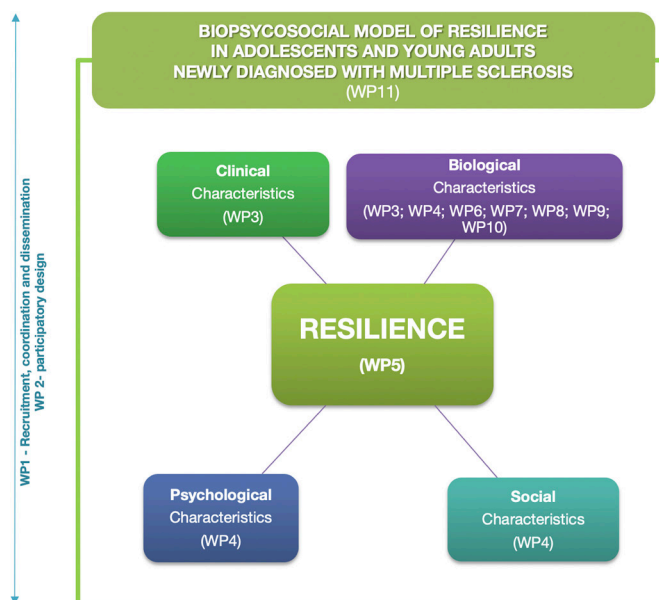 BIOPSYCOSOCIAL MODEL OF RESILIENCE
IN ADOLESCENTS AND YOUNG ADULTS
NEWLY DIAGNOSED WITH MULTIPLE SCLEROSIS
(WP11)
WP1 - Recruitment, coordination and dissemination
WP 2- participatory design
Clinical
Characteristics
(WP3)
Biological
Characteristics
(WP3; WP4; WP6; WP7; WP8; WP9;
WP10)
RESILIENCE
(WP5)
Psychological
Characteristics
(WP4)
Social
Characteristics
(WP4)